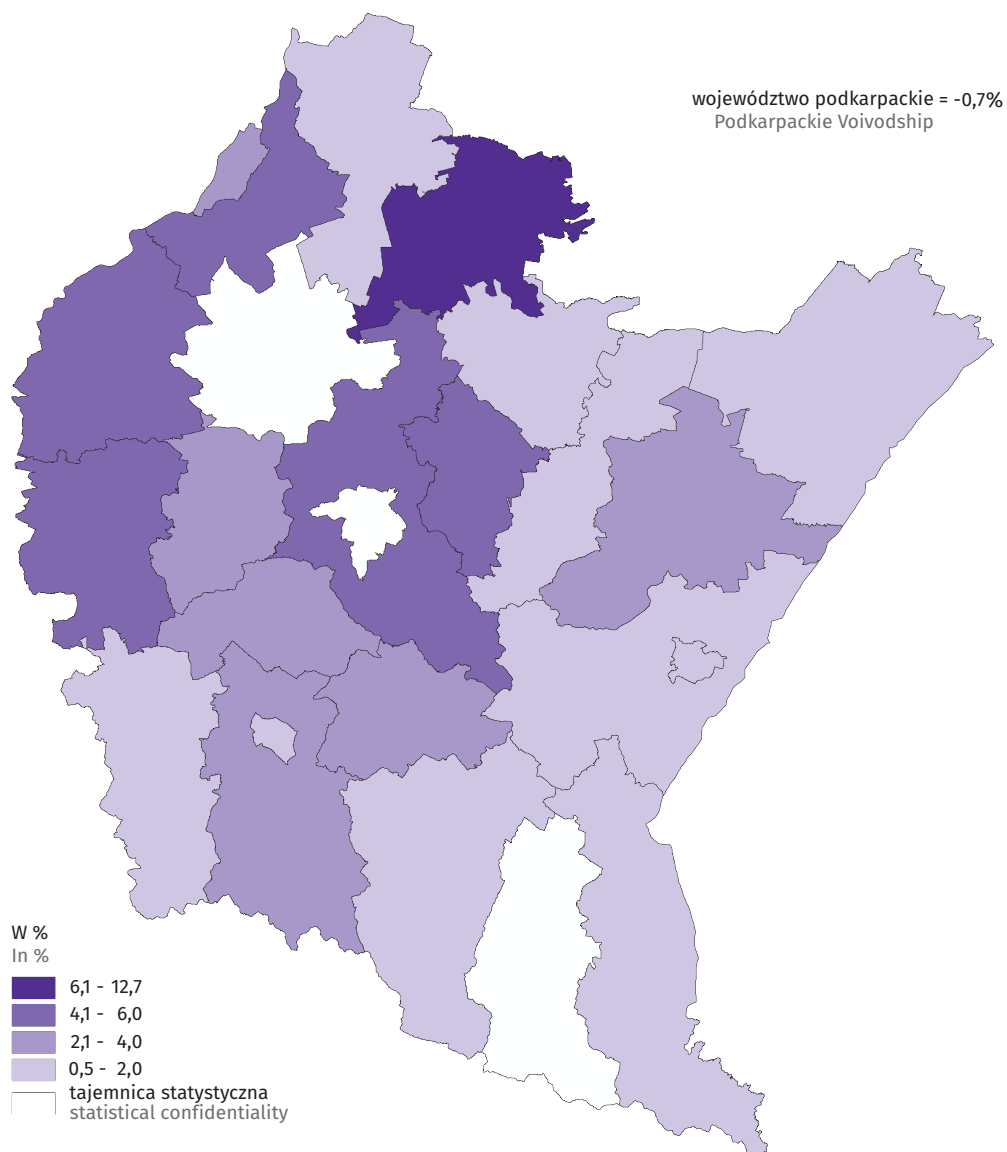 województwo podkarpackie = -0,7%
Podkarpackie Voivodship
W %
In %
6,1 - 12,7
4,1 - 6,0
2,1 - 4,0
0,5 - 2,0
tajemnica statystyczna
statistical confidentiality